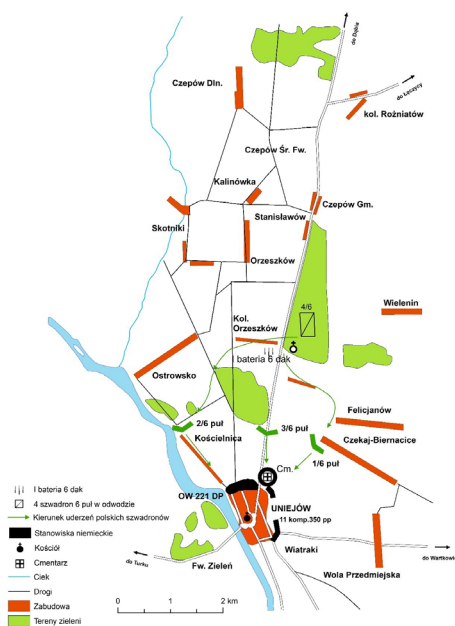 do Dąbia
Czepów Dln.
do Łęczycy
kol. Rożniatów
Czepów Śr. Fw.
Kalinówka
Czepów Gm.
Stanisławów
Skotniki
Orzeszków
4/6
Wielenin
Kol.
Orzeszków
I bateria 6 dak
Ostrowsko
Felicjanów
2/6 puł
3/6 puł
Kościelnica
Czekaj-Biernacice
1/6 puł
Cm.
OW 221 DP
UNIEJÓW
11 komp.350 pp
Wiatraki
do Turku
Fw. Zieleń
do Wartkowic
Wola Przedmiejska
I bateria 6 dak
4 szwadron 6 puł w odwodzie
Kierunek uderzeń polskich szwadronów
Stanowiska niemieckie
Kościół
Cmentarz
Ciek
Drogi
Zabudowa
Tereny zieleni
0 1 2 km